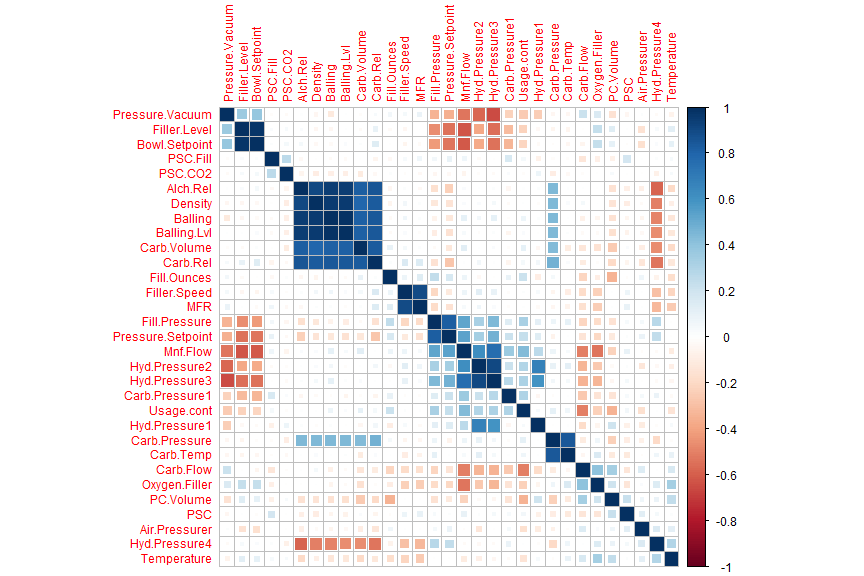 Pressure.Vacuum
Filler.Level
Bowl.Setpoint
PSC.Fill
PSC.CO2
Alch.Rel
Density
Balling
Balling.Lvl
Carb.Volume
Carb.Rel
Fill.Ounces
Filler.Speed
MFR
Fill.Pressure
Pressure.Setpoint
Mnf.Flow
Hyd.Pressure2
Hyd.Pressure3
Carb.Pressure1
Usage.cont
Hyd.Pressure1
Carb.Pressure
Carb.Temp
Carb.Flow
Oxygen.Filler
PC.Volume
PSC
Air.Pressurer
Hyd.Pressure4
Temperature
Pressure.Vacuum
Filler.Level
Bowl.Setpoint
PSC.Fill
PSC.CO2
Alch.Rel
Density
Balling
Balling.Lvl
Carb.Volume
Carb.Rel
Fill.Ounces
Filler.Speed
MFR
Fill.Pressure
Pressure.Setpoint
Mnf.Flow
Hyd.Pressure2
Hyd.Pressure3
Carb.Pressure1
Usage.cont
Hyd.Pressure1
Carb.Pressure
Carb.Temp
Carb.Flow
Oxygen.Filler
PC.Volume
PSC
Air.Pressurer
Hyd.Pressure4
Temperature
1
0.8
0.6
0.4
0.2
0
-0.2
-0.4
-0.6
-0.8
-1